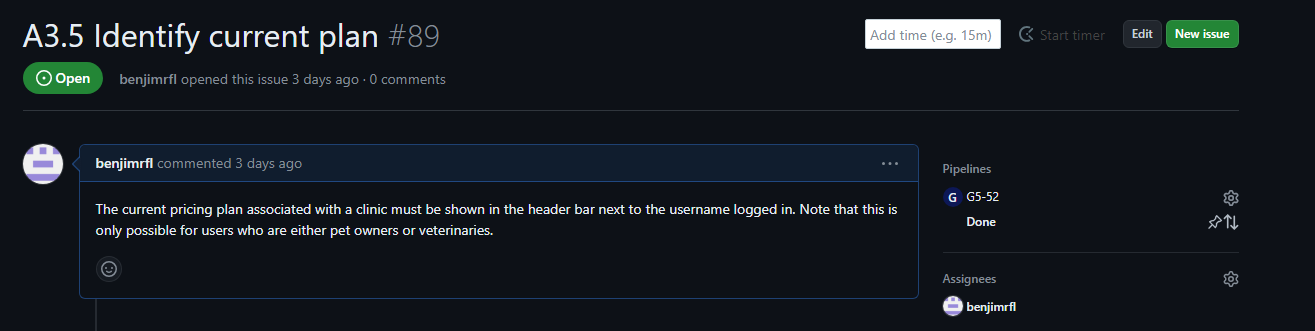 A3.5 Identify current plan #89
Add time (e.g. 15m)
Start timer
Edit
New issue
Open
benjimrfl opened this issue 3 days ago · 0 comments
benjimrfl commented 3 days ago
The current pricing plan associated with a clinic must be shown in the header bar next to the username logged in. Note that this is
only possible for users who are either pet owners or veterinaries.
Pipelines
G G5-52
Done
Assignees
benjimrfl